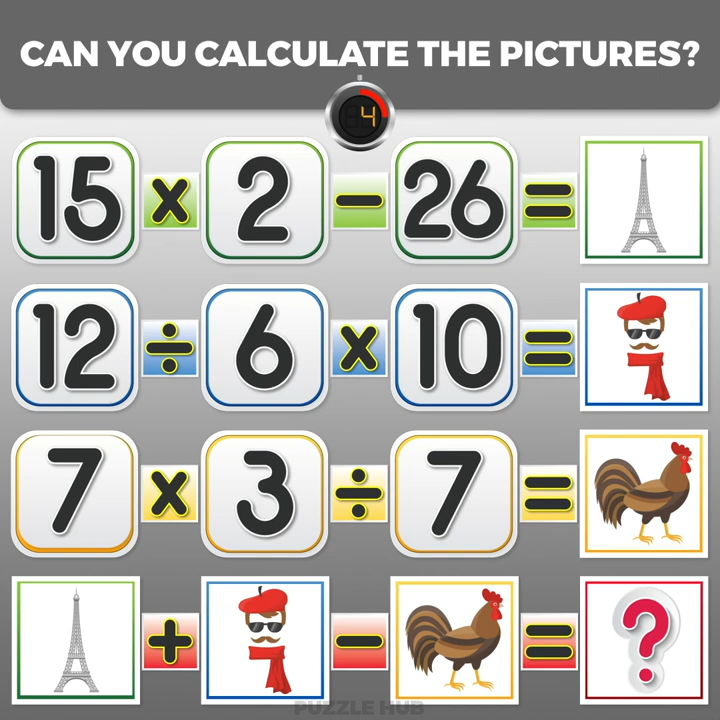 CAN YOU CALCULATE THE PICTURES?
4
15 x 2 − 26 =
12 ÷ 6 x 10 =
7 x 3 ÷ 7 =
+ − = ?
PUZZLE HUB